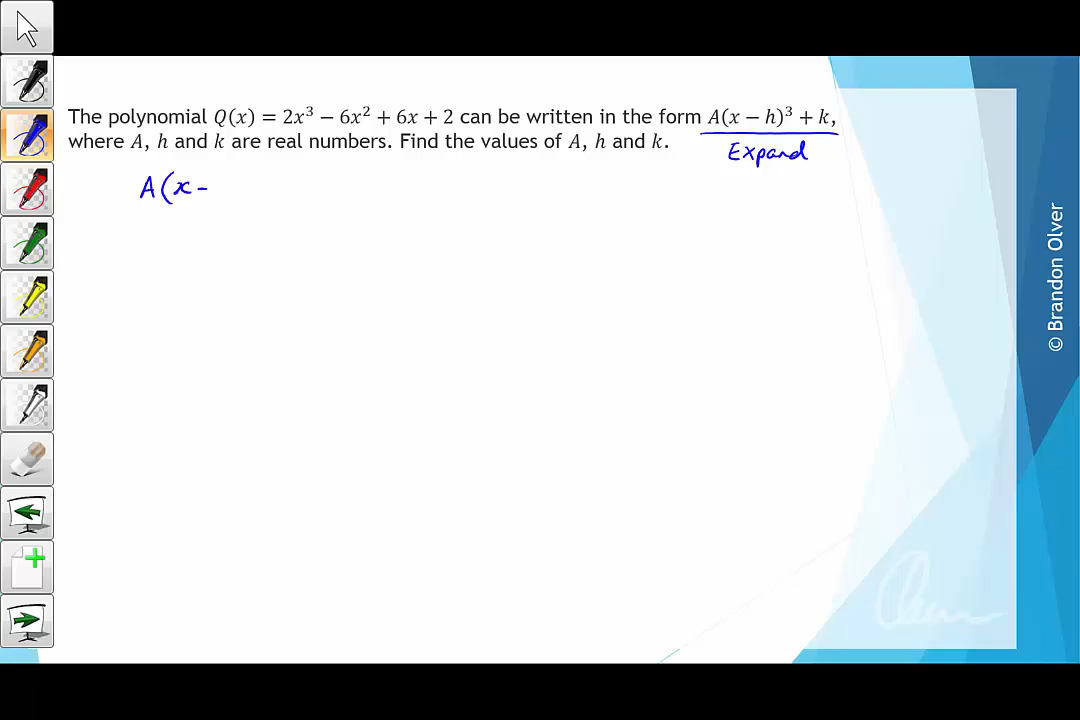 The polynomial Q(x) = 2x³ − 6x² + 6x + 2 can be written in the form A(x − h)³ + k,
where A, h and k are real numbers. Find the values of A, h and k.
Expand
A(x −
© Brandon Olver